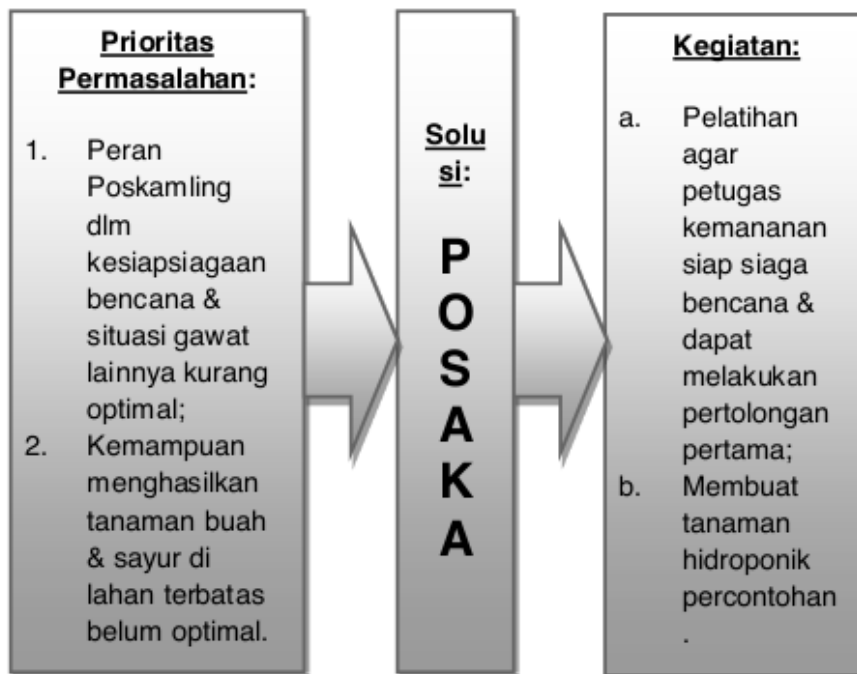 Prioritas
Permasalahan:
1. Peran
Poskamling
dlm
kesiapsiagaan
bencana &
situasi gawat
lainnya kurang
optimal;
2. Kemampuan
menghasilkan
tanaman buah
& sayur di
lahan terbatas
belum optimal.
Solu
si:
P
O
S
A
K
A
Kegiatan:
a. Pelatihan
agar
petugas
kemananan
siap siaga
bencana &
dapat
melakukan
pertolongan
pertama;
b. Membuat
tanaman
hidroponik
percontohan
.